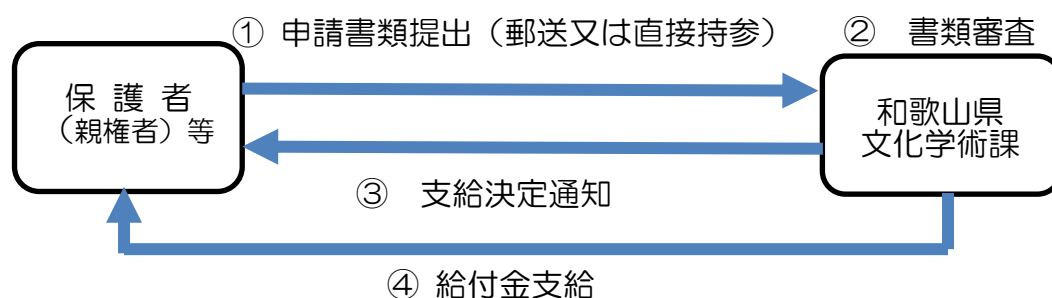 ① 申請書類提出（郵送又は直接持参）
② 書類審査
保 護 者
（親権者）等
和歌山県
文化学術課
③ 支給決定通知
④ 給付金支給